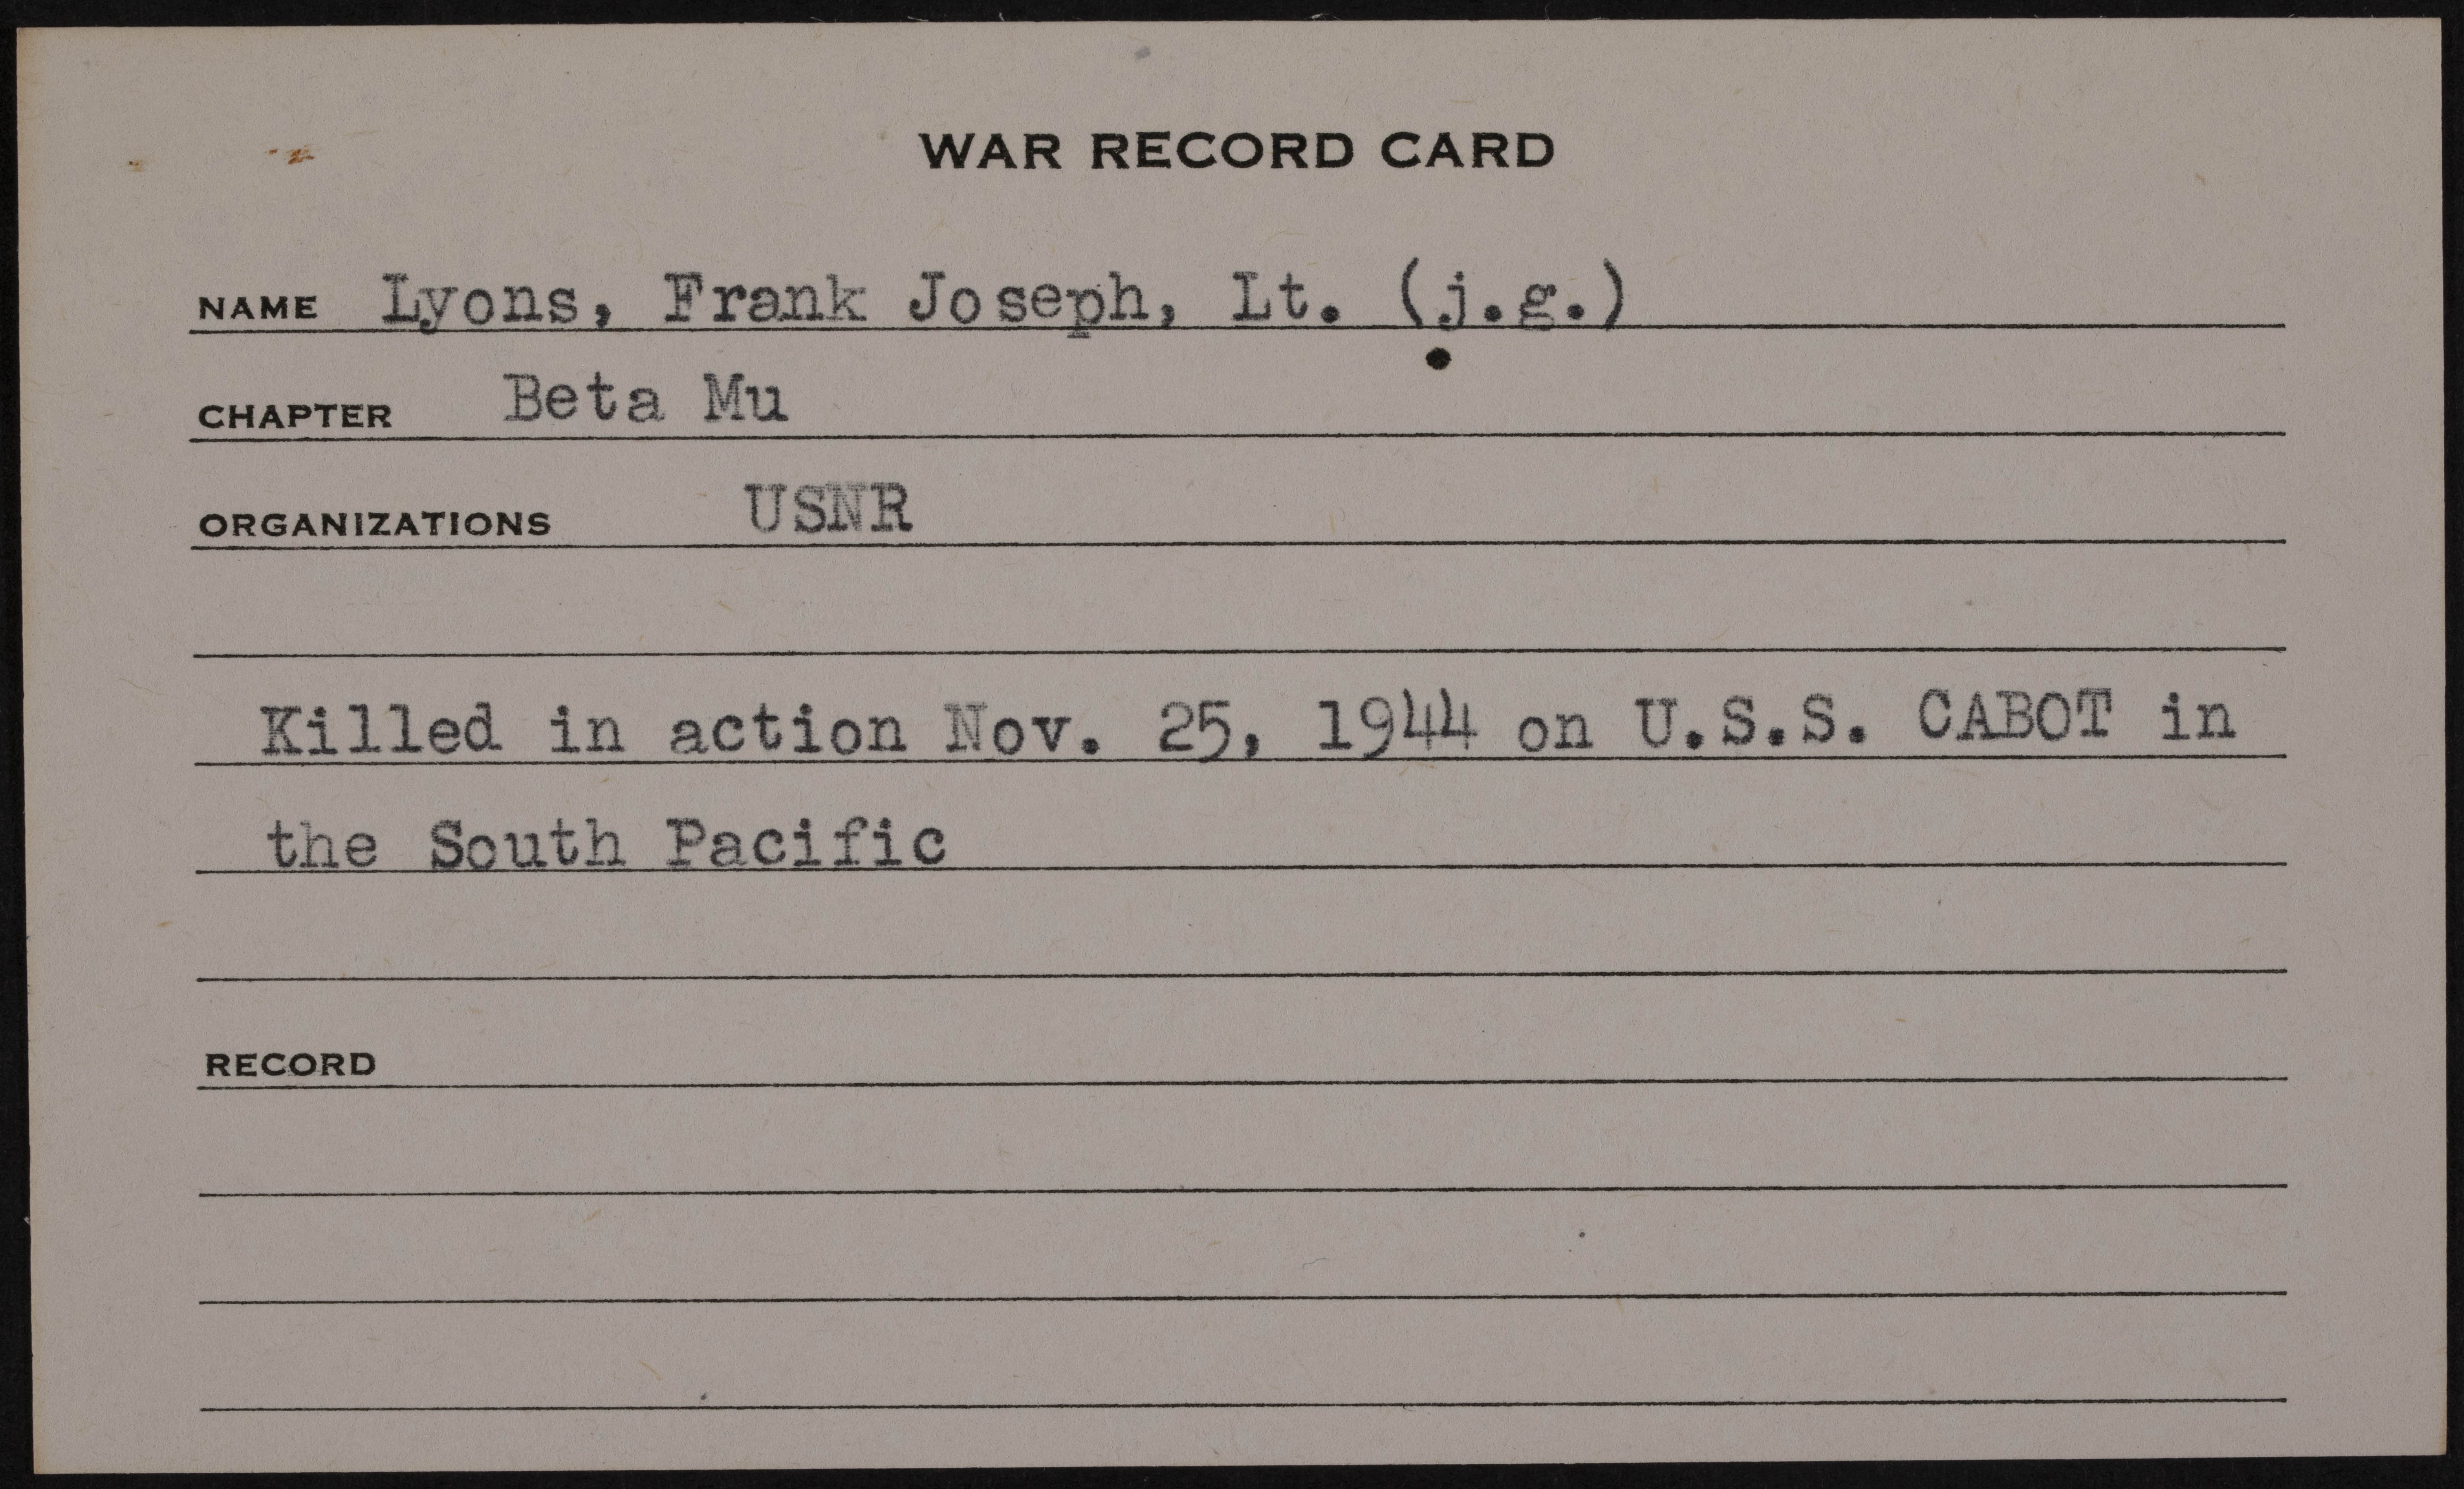 WAR RECORD CARD
NAME Lyons, Frank Joseph, Lt. (j.g.)
CHAPTER Beta Mu
ORGANIZATIONS USNR
Killed in action Nov. 25, 1944 on U.S.S. CABOT in
the South Pacific
RECORD